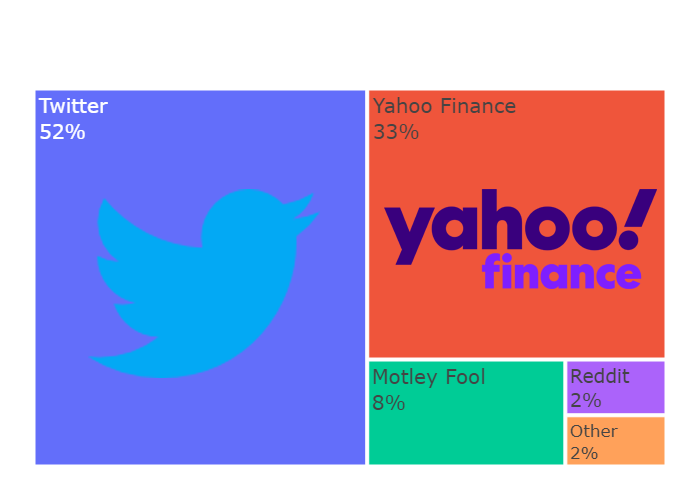 Twitter
52%
Yahoo Finance
33%
yahoo!
finance
Motley Fool
8%
Reddit
2%
Other
2%